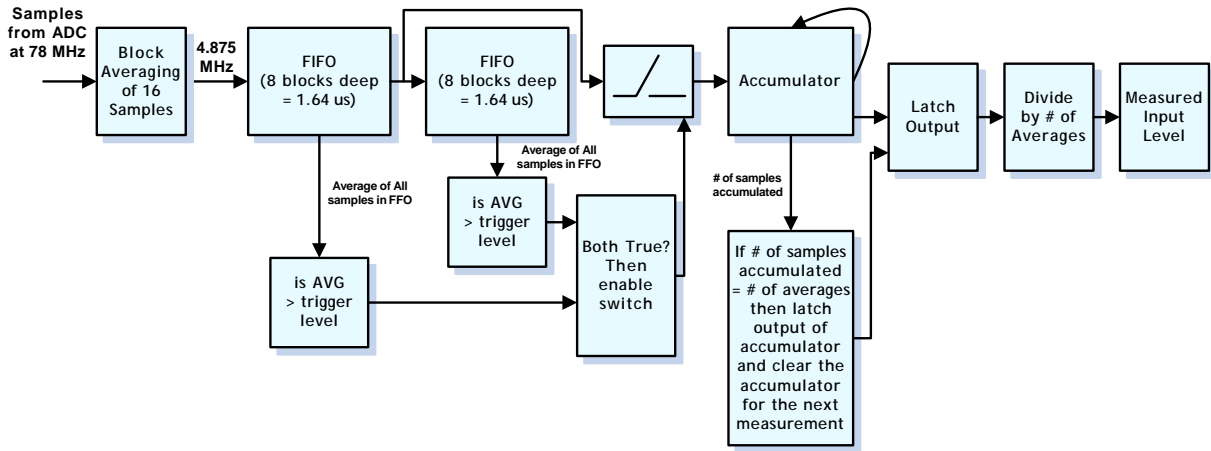 Samples
from ADC
at 78 MHz
Block
Averaging
of 16
Samples
4.875
MHz
FIFO
(8 blocks deep
= 1.64 us)
FIFO
(8 blocks deep
= 1.64 us)
Accumulator
Latch
Output
Divide
by # of
Averages
Measured
Input
Level
Average of All
samples in FFO
Average of All
samples in FFO
# of samples
accumulated
is AVG
> trigger
level
is AVG
> trigger
level
Both True?
Then
enable
switch
If # of samples
accumulated
= # of averages
then latch
output of
accumulator
and clear the
accumulator
for the next
measurement